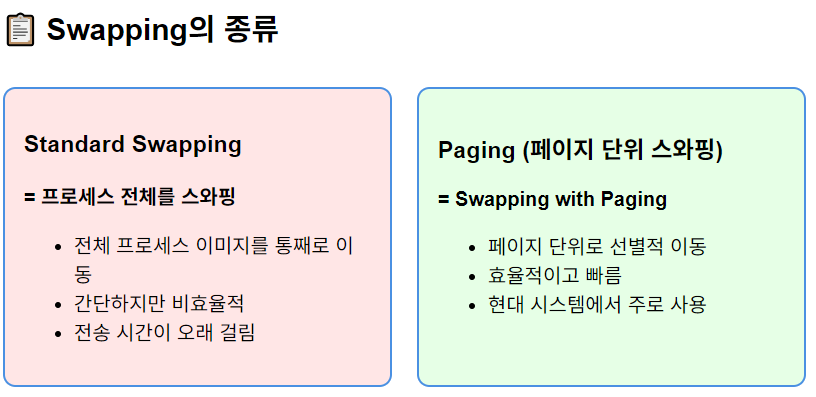 📋 Swapping의 종류
Standard Swapping
= 프로세스 전체를 스와핑
• 전체 프로세스 이미지를 통째로 이
동
• 간단하지만 비효율적
• 전송 시간이 오래 걸림
Paging (페이지 단위 스와핑)
= Swapping with Paging
• 페이지 단위로 선별적 이동
• 효율적이고 빠름
• 현대 시스템에서 주로 사용